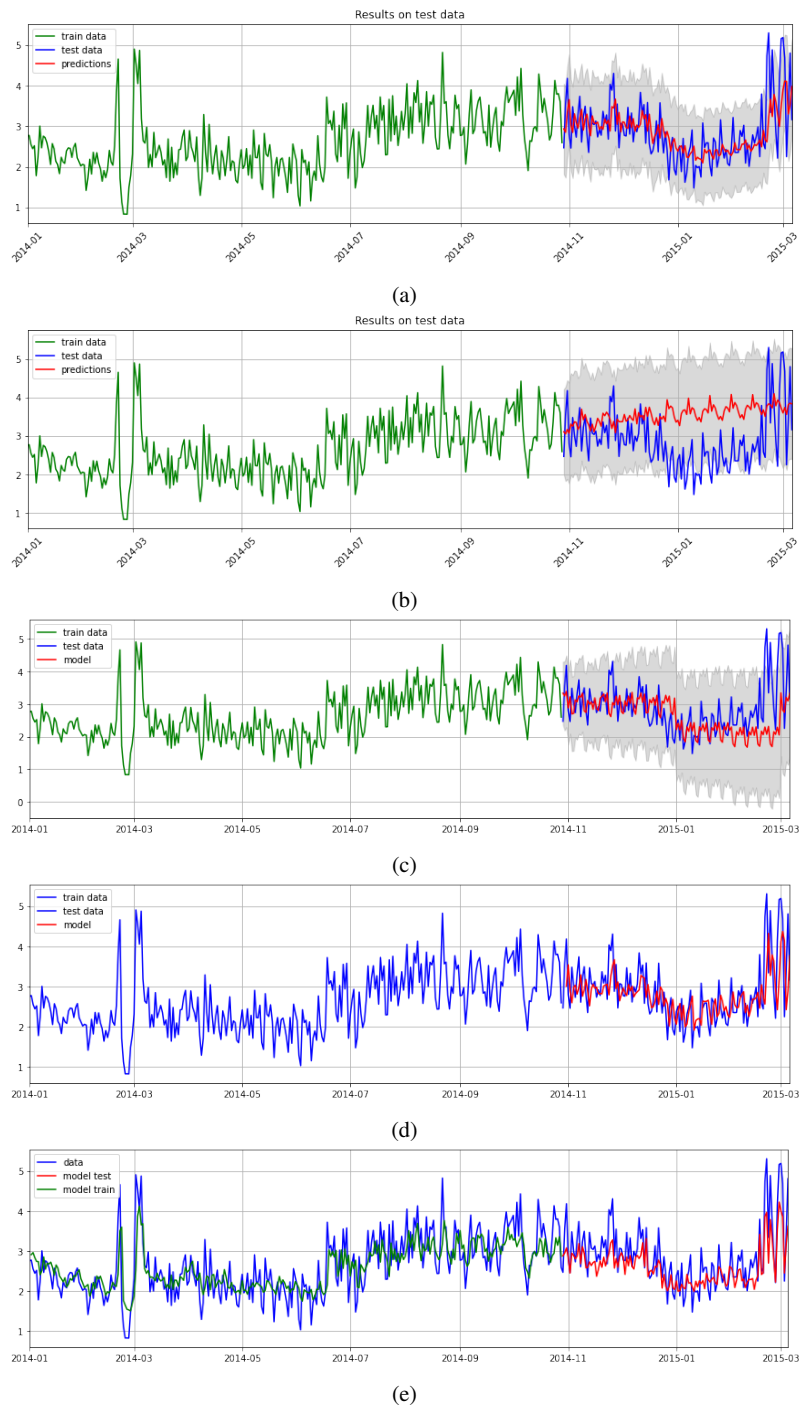 Results on test data
train data
test data
predictions
5
4
3
2
1
2014-01 2014-03 2014-05 2014-07 2014-09 2014-11 2015-01 2015-03
(a)
Results on test data
train data
test data
predictions
5
4
3
2
1
2014-01 2014-03 2014-05 2014-07 2014-09 2014-11 2015-01 2015-03
(b)
train data
test data
model
5
4
3
2
1
0
2014-01 2014-03 2014-05 2014-07 2014-09 2014-11 2015-01 2015-03
(c)
train data
test data
model
5
4
3
2
1
2014-01 2014-03 2014-05 2014-07 2014-09 2014-11 2015-01 2015-03
(d)
data
model test
model train
5
4
3
2
1
2014-01 2014-03 2014-05 2014-07 2014-09 2014-11 2015-01 2015-03
(e)